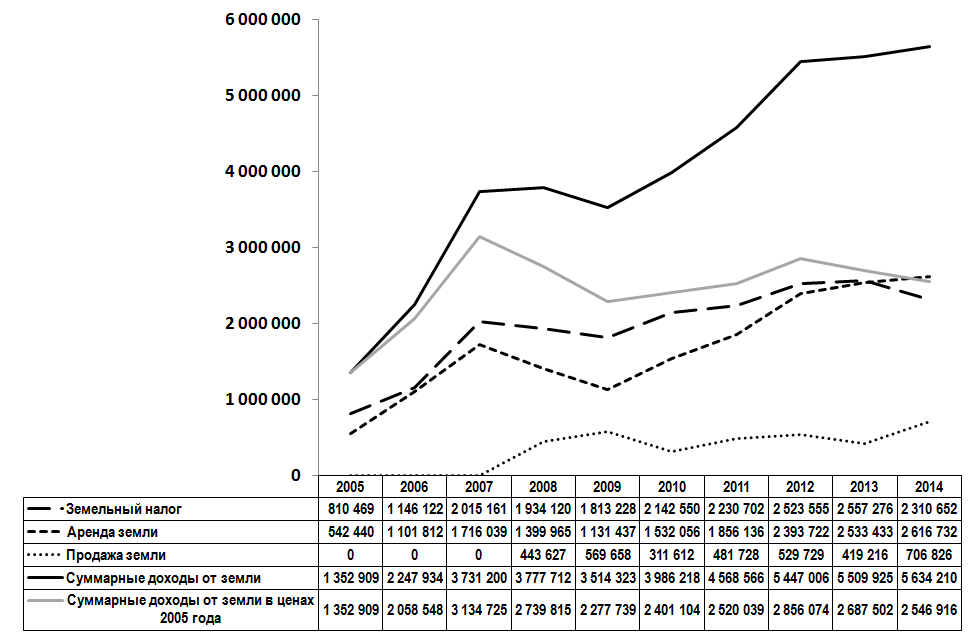 6 000 000
5 000 000
4 000 000
3 000 000
2 000 000
1 000 000
0
2005 2006 2007 2008 2009 2010 2011 2012 2013 2014
Земельный налог 810 469 1 146 122 2 015 161 1 934 120 1 813 228 2 142 550 2 230 702 2 523 555 2 557 276 2 310 652
Аренда земли 542 440 1 101 812 1 716 039 1 399 965 1 131 437 1 532 056 1 856 136 2 393 722 2 533 433 2 616 732
Продажа земли 0 0 0 443 627 569 658 311 612 481 728 529 729 419 216 706 826
Суммарные доходы от земли 1 352 909 2 247 934 3 731 200 3 777 712 3 514 323 3 986 218 4 568 566 5 447 006 5 509 925 5 634 210
Суммарные доходы от земли в ценах
2005 года 1 352 909 2 058 548 3 134 725 2 739 815 2 277 739 2 401 104 2 520 039 2 856 074 2 687 502 2 546 916